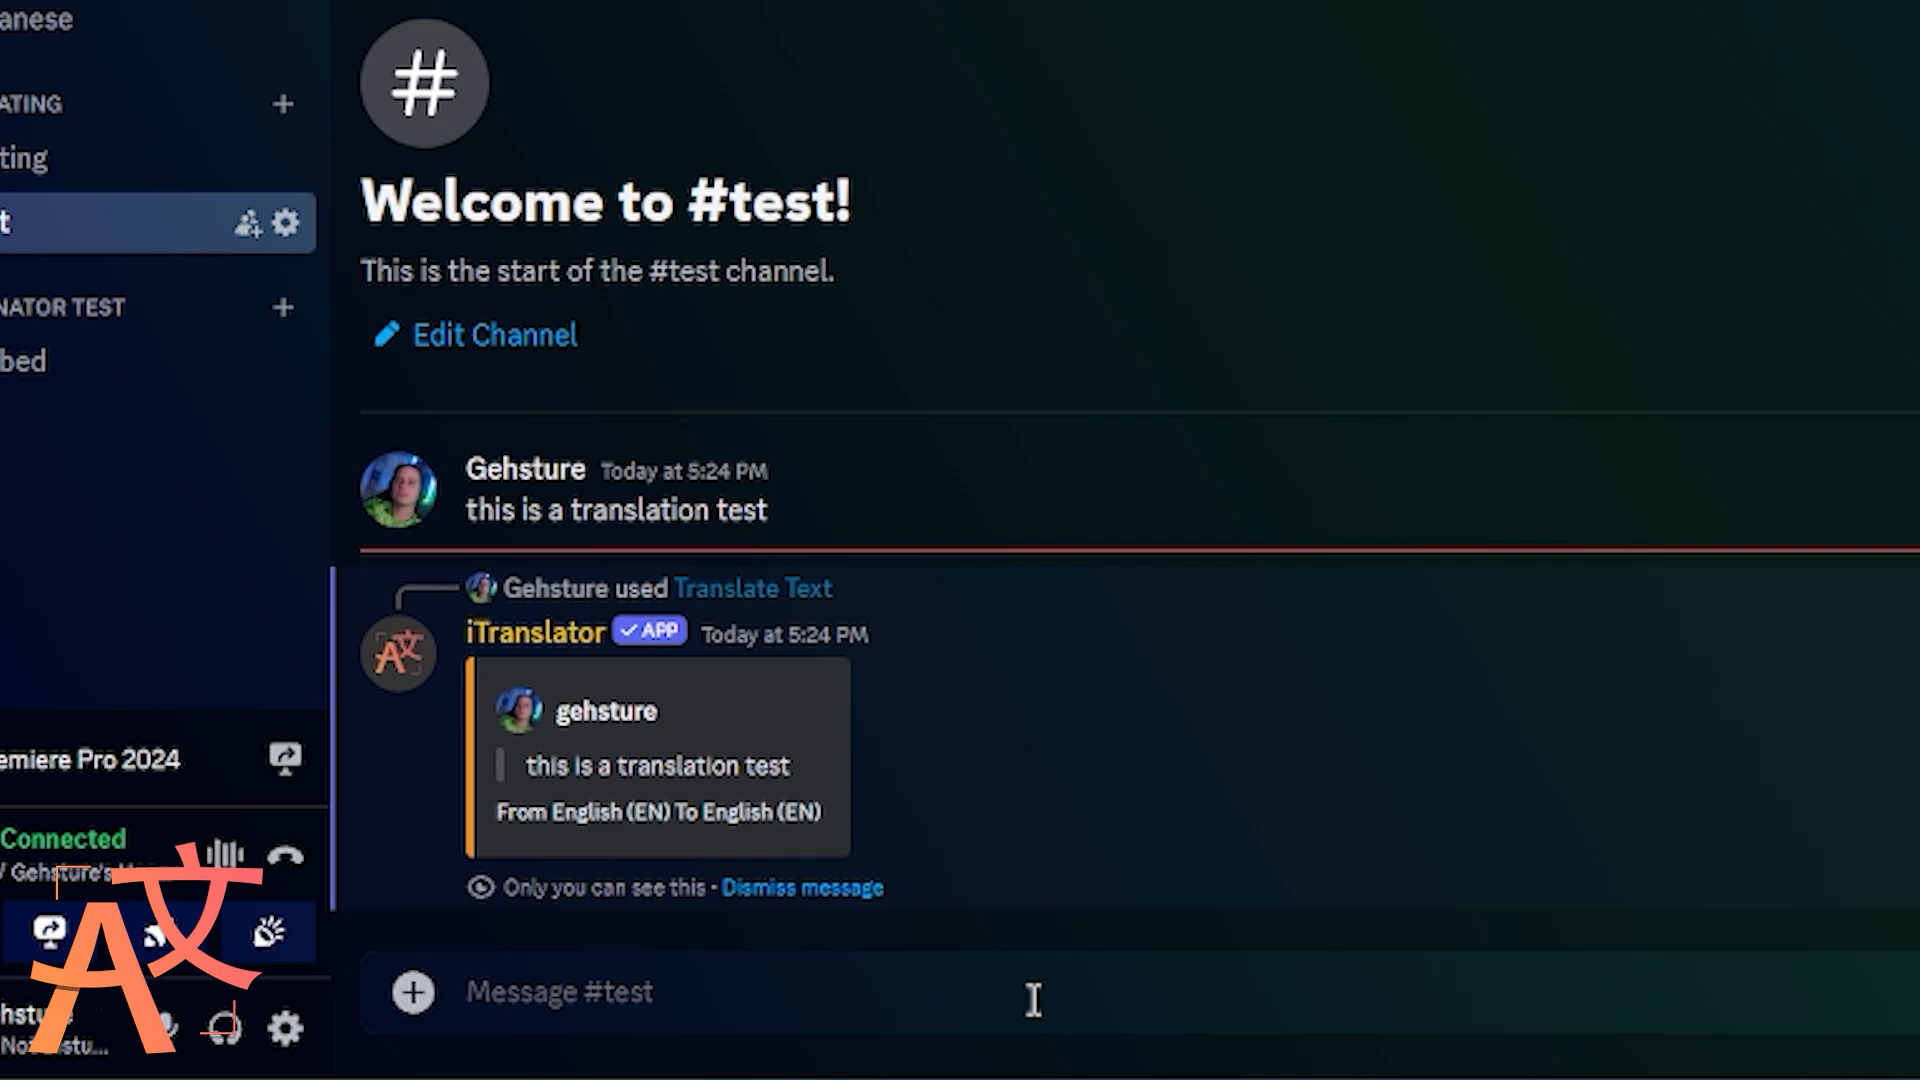 anese
ATING
ting
t
NATOR TEST
bed
emiere Pro 2024
Connected
/ Gehsture's
Welcome to #test!
This is the start of the #test channel.
Edit Channel
Gehsture Today at 5:24 PM
this is a translation test
Gehsture used Translate Text
iTranslator APP Today at 5:24 PM
gehsture
this is a translation test
From English (EN) To English (EN)
Only you can see this • Dismiss message
Message #test
A文